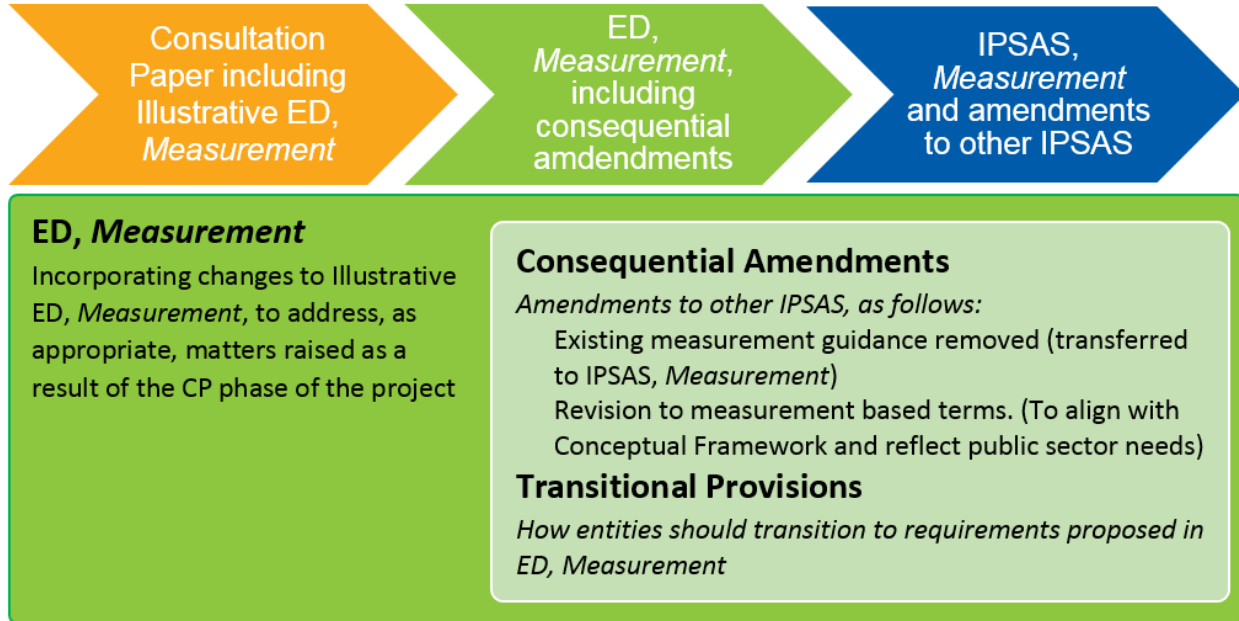 Consultation
Paper including
Illustrative ED,
Measurement
ED,
Measurement,
including
consequential
amdendments
IPSAS,
Measurement
and amendments
to other IPSAS
ED, Measurement
Incorporating changes to Illustrative
ED, Measurement, to address, as
appropriate, matters raised as a
result of the CP phase of the project
Consequential Amendments
Amendments to other IPSAS, as follows:
Existing measurement guidance removed (transferred
to IPSAS, Measurement)
Revision to measurement based terms. (To align with
Conceptual Framework and reflect public sector needs)
Transitional Provisions
How entities should transition to requirements proposed in
ED, Measurement